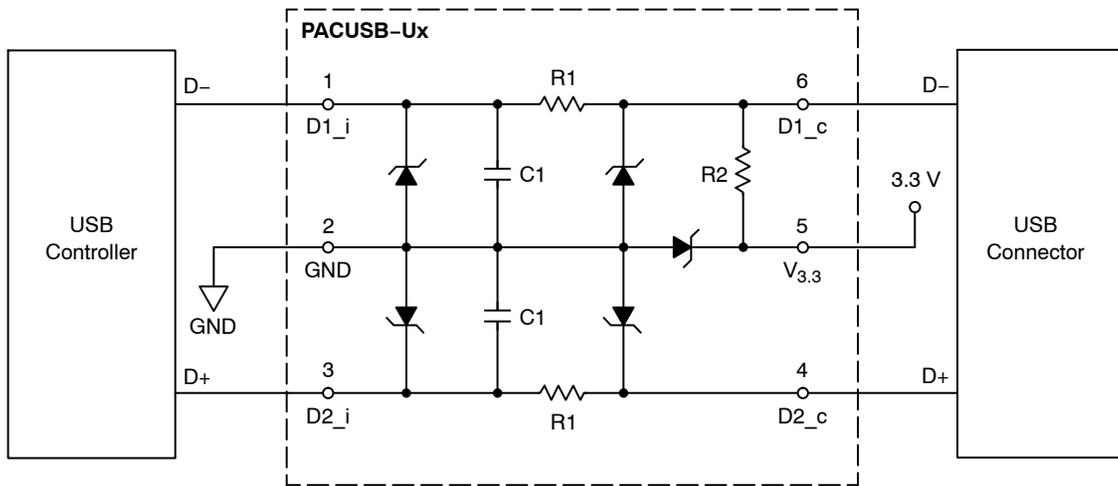 PACUSB–Ux
D–
1
R1
6
D–
D1_i
D1_c
C1
R2
3.3 V
USB
Controller
2
5
USB
Connector
GND
V3.3
GND
C1
D+
3
4
D+
D2_i
R1
D2_c